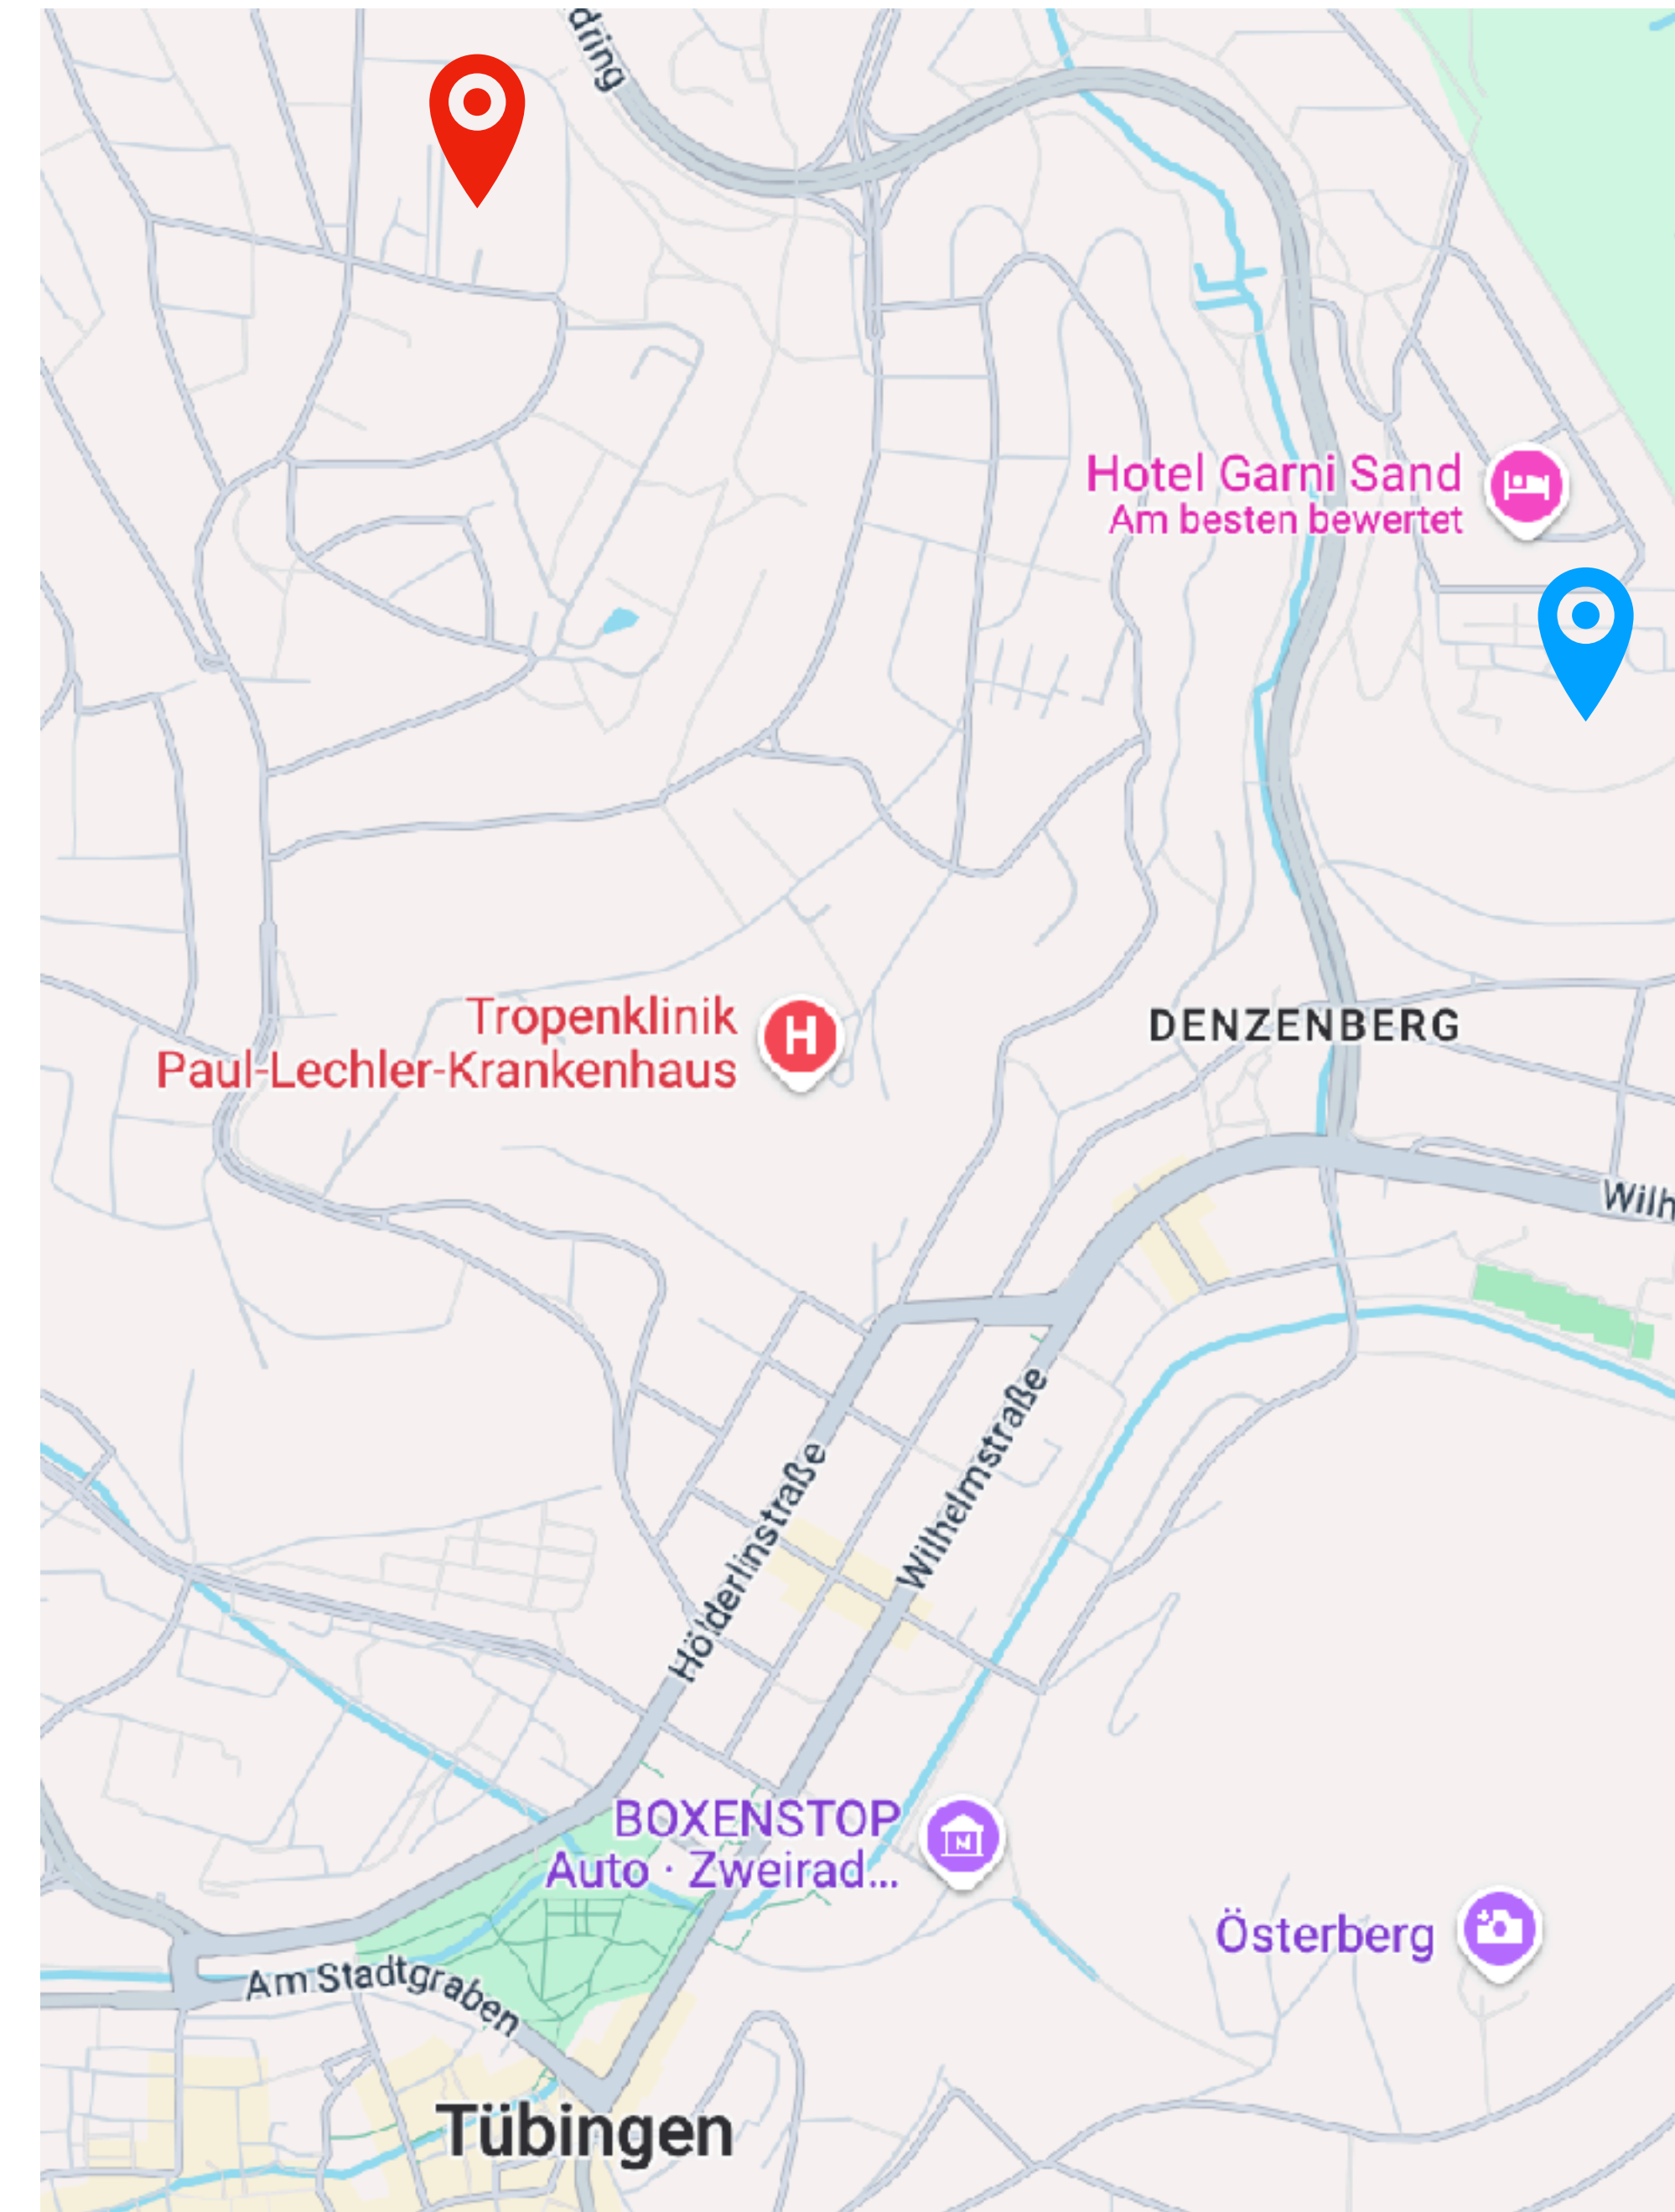 dring
Hotel Garni Sand
Am besten bewertet
Tropenklinik
Paul-Lechler-Krankenhaus
H
DENZENBERG
Wilh
Hölderlinstraße
Wilhelmstraße
BOXENSTOP
Auto · Zweirad...
Österberg
Am Stadtgraben
Tübingen